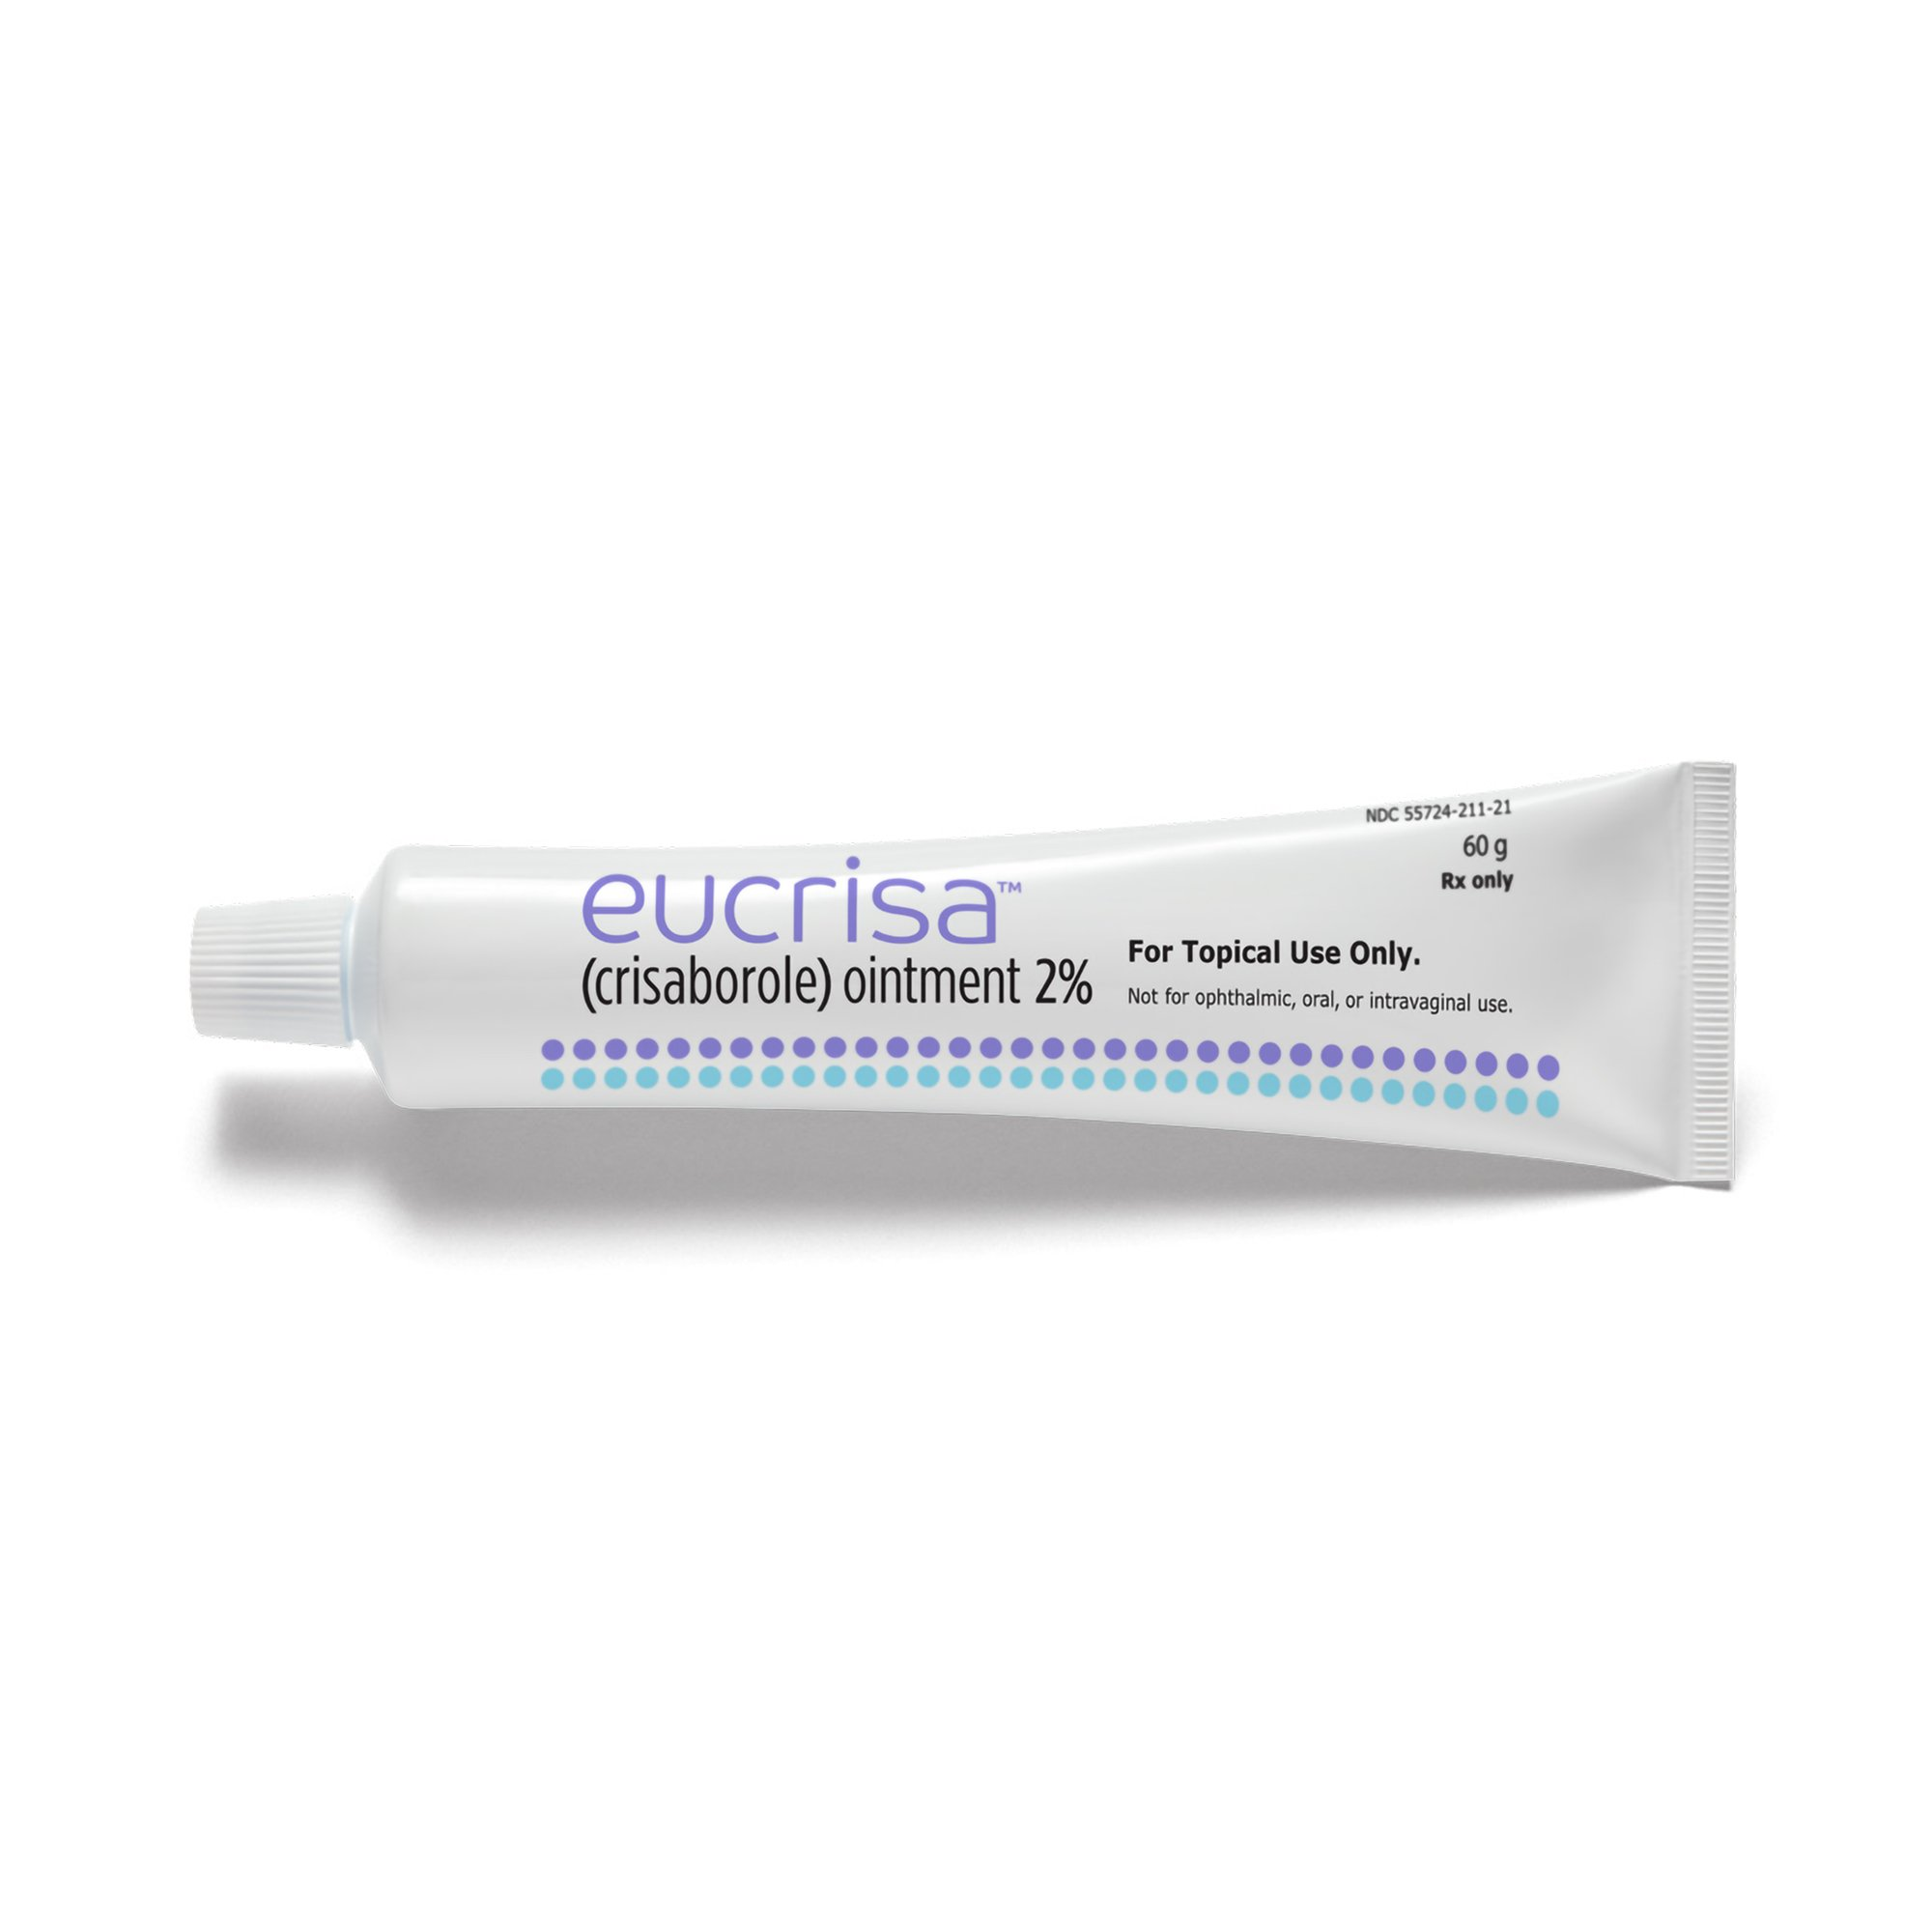 NDC 55724-211-21
60 g
Rx only
eucrisa™
(crisaborole) ointment 2%
For Topical Use Only.
Not for ophthalmic, oral, or intravaginal use.